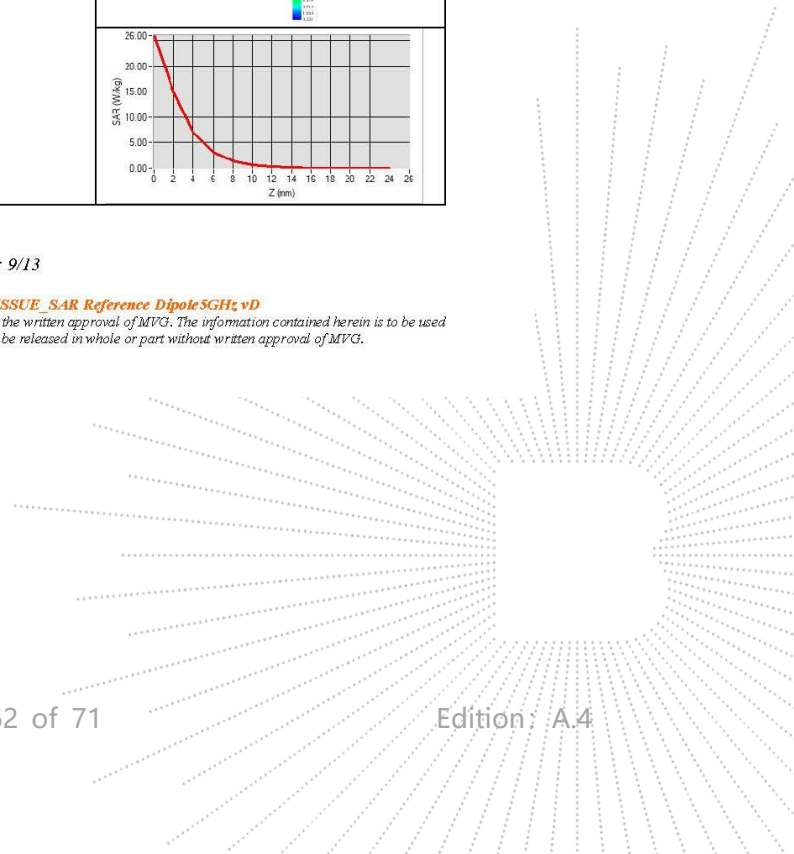 26.00
20.00
15.00
10.00
5.00
0.00
SAR (W/kg)
0 2 4 6 8 10 12 14 16 18 20 22 24 26
Z (mm)
: 9/13
SSUE_SAR Reference Dipole5GHz vD
the written approval of MVG. The information contained herein is to be used
be released in whole or part without written approval of MVG.
2 of 71
Edition: A.4